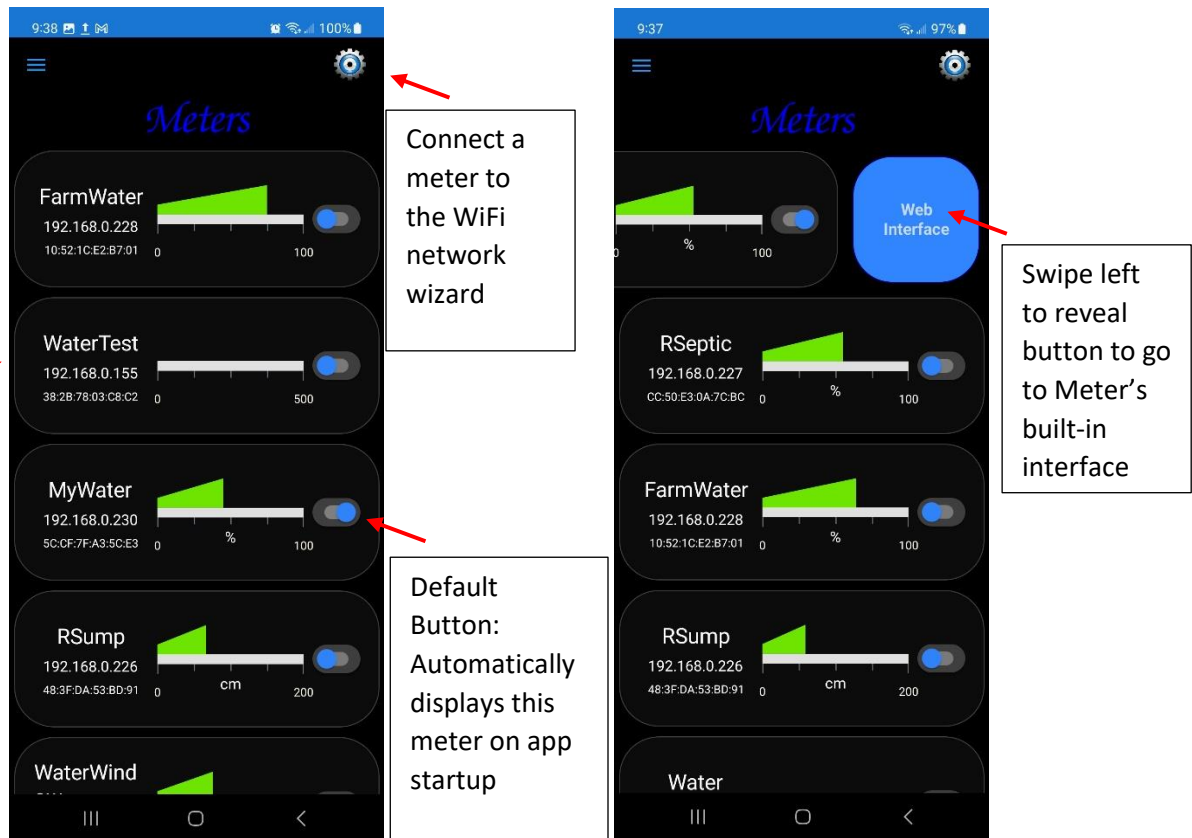 9:38
100%
Meters
FarmWater
192.168.0.228
10:52:1C:E2:B7:01
0
100
WaterTest
192.168.0.155
38:2B:78:03:C8:C2
0
500
MyWater
192.168.0.230
5C:CF:7F:A3:5C:E3
0
%
100
RSump
192.168.0.226
48:3F:DA:53:BD:91
0
cm
200
WaterWind
Connect a
meter to
the WiFi
network
wizard
Default
Button:
Automatically
displays this
meter on app
startup
9:37
97%
Meters
%
100
Web
Interface
RSeptic
192.168.0.227
CC:50:E3:0A:7C:BC
0
%
100
FarmWater
192.168.0.228
10:52:1C:E2:B7:01
0
%
100
RSump
192.168.0.226
48:3F:DA:53:BD:91
0
cm
200
Water
Swipe left
to reveal
button to go
to Meter’s
built-in
interface